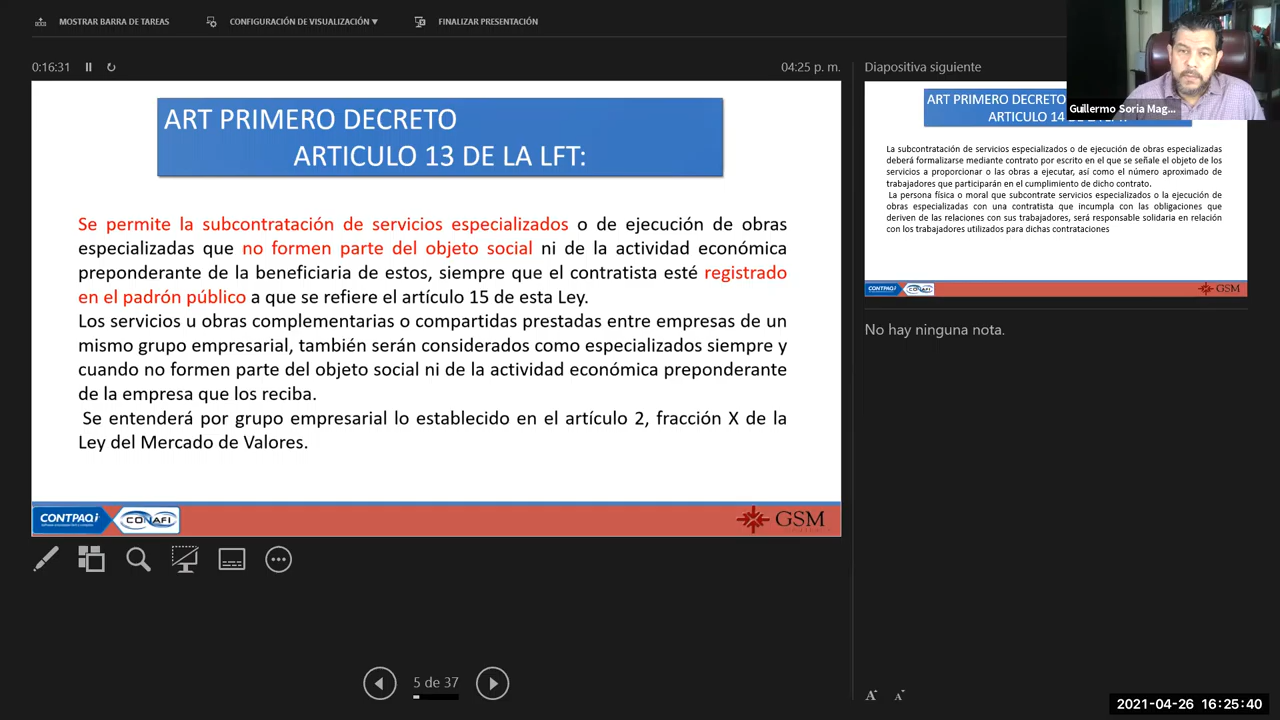 MOSTRAR BARRA DE TAREAS
CONFIGURACIÓN DE VISUALIZACIÓN ▼
FINALIZAR PRESENTACIÓN
0:16:31
04:25 p. m.
ART PRIMERO DECRETO
ARTICULO 13 DE LA LFT:
Se permite la subcontratación de servicios especializados o de ejecución de obras
especializadas que no formen parte del objeto social ni de la actividad económica
preponderante de la beneficiaria de estos, siempre que el contratista esté registrado
en el padrón público a que se refiere el artículo 15 de esta Ley.
Los servicios u obras complementarias o compartidas prestadas entre empresas de un
mismo grupo empresarial, también serán considerados como especializados siempre y
cuando no formen parte del objeto social ni de la actividad económica preponderante
de la empresa que los reciba.
Se entenderá por grupo empresarial lo establecido en el artículo 2, fracción X de la
Ley del Mercado de Valores.
CONTPAQi
CONAFI
GSM
5 de 37
Diapositiva siguiente
Guillermo Soria Mag...
ART PRIMERO DECRETO
ARTICULO 14
La subcontratación de servicios especializados o de ejecución de obras especializadas
deberá formalizarse mediante contrato por escrito en el que se señale el objeto de los
servicios a proporcionar o las obras a ejecutar, así como el número aproximado de
trabajadores que participarán en el cumplimiento de dicho contrato.
La persona física o moral que subcontrate servicios especializados o la ejecución de
obras especializadas con una contratista que incumpla con las obligaciones que
deriven de las relaciones con sus trabajadores, será responsable solidaria en relación
con los trabajadores utilizados para dichas contrataciones
CONTPAQi
CONAFI
GSM
No hay ninguna nota.
A
A
2021-04-26 16:25:40